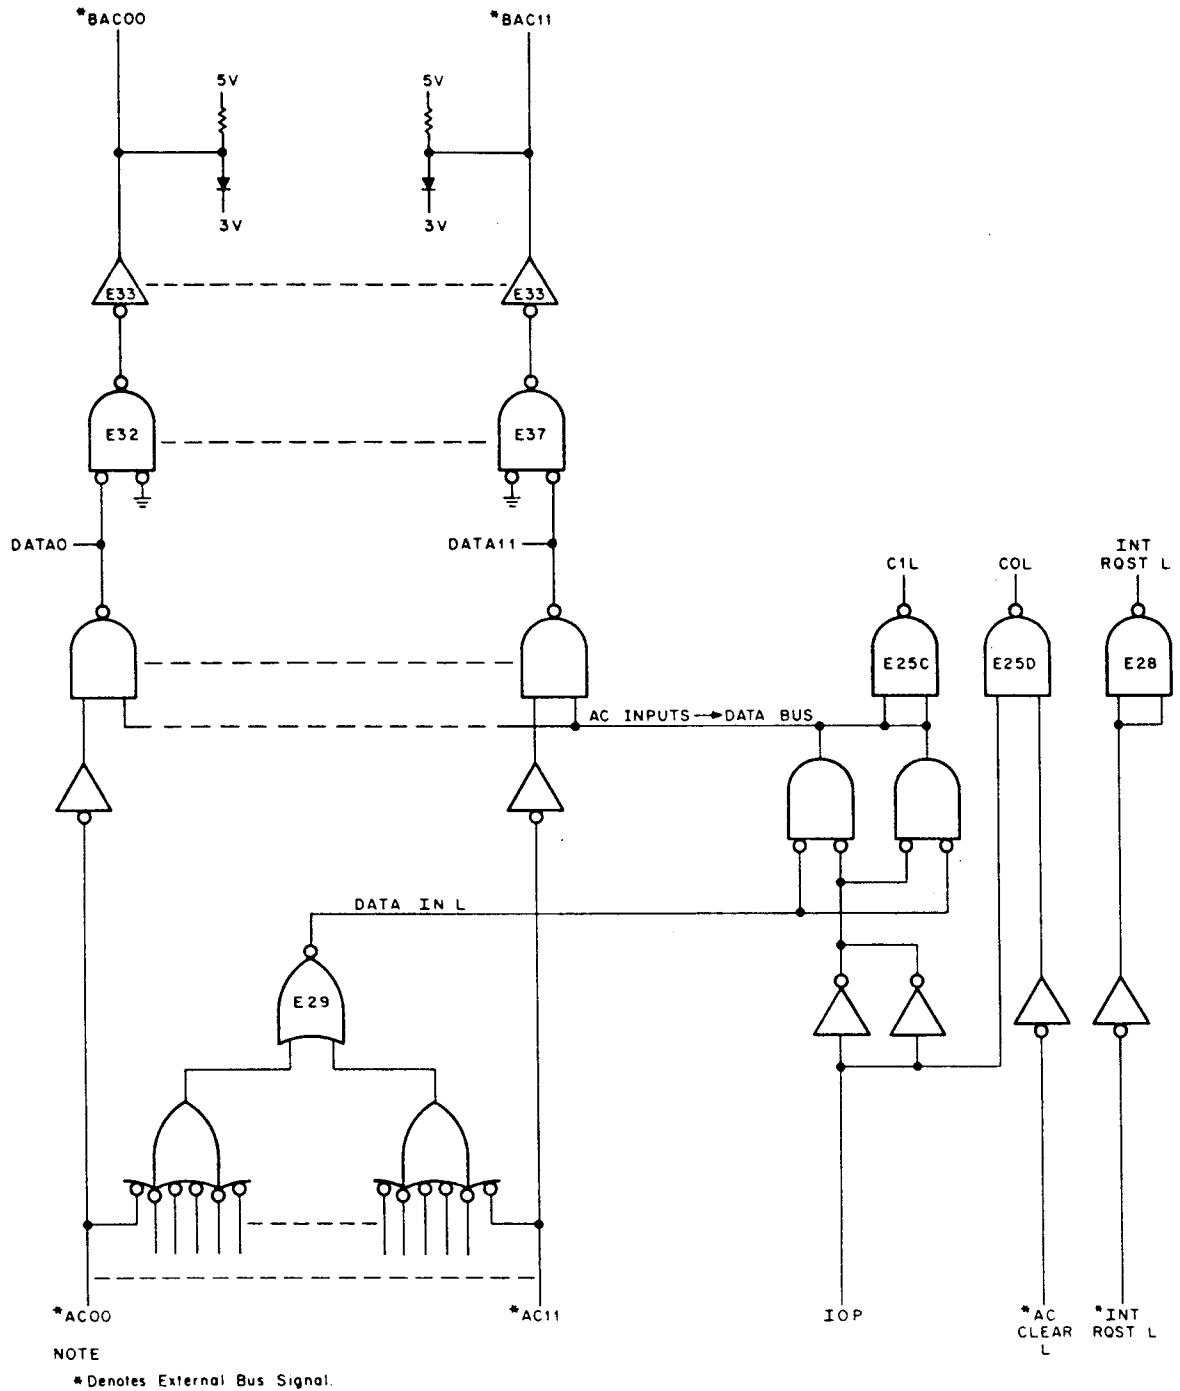 *BAC00
*BAC11
5V
5V
3V
3V
E33
E33
E32
E37
DATA0
DATA11
C1L
C0L
INT
RQST L
E25C
E25D
E28
AC INPUTS→DATA BUS
DATA IN L
E29
*AC00
*AC11
IOP
*AC
CLEAR
L
*INT
RQST L
NOTE
*Denotes External Bus Signal.